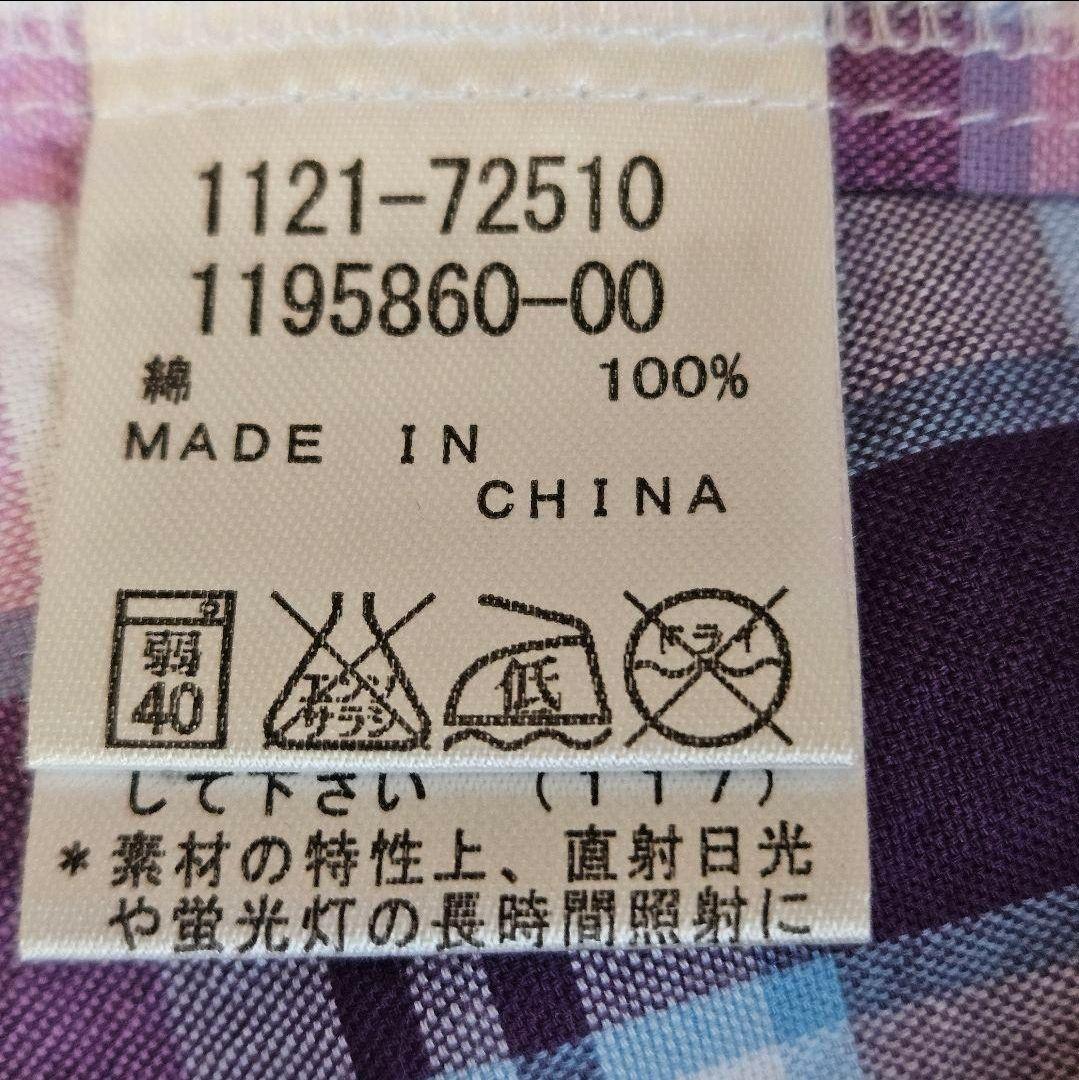 1121-72510
1195860-00
綿 100%
MADE IN
CHINA
弱 40
エンソ サラシ
低
ドライ
して下さい (117)
*素材の特性上、直射日光
や蛍光灯の長時間照射に